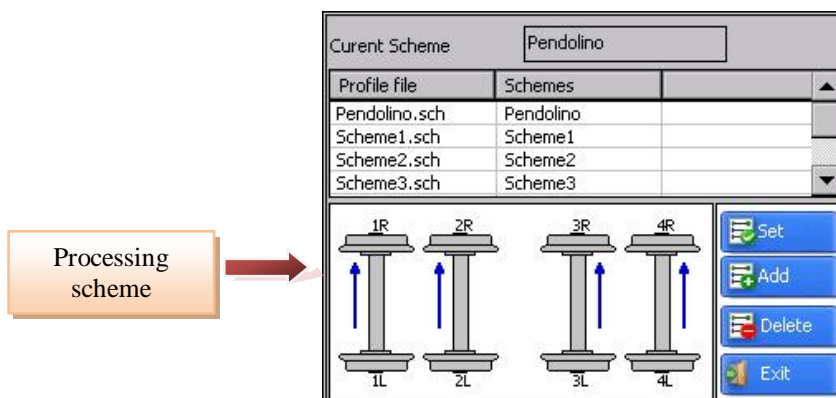 Curent Scheme Pendolino
Profile file Schemes
Pendolino.sch Pendolino
Scheme1.sch Scheme1
Scheme2.sch Scheme2
Scheme3.sch Scheme3
Processing
scheme
1R 2R 3R 4R
1L 2L 3L 4L
Set
Add
Delete
Exit